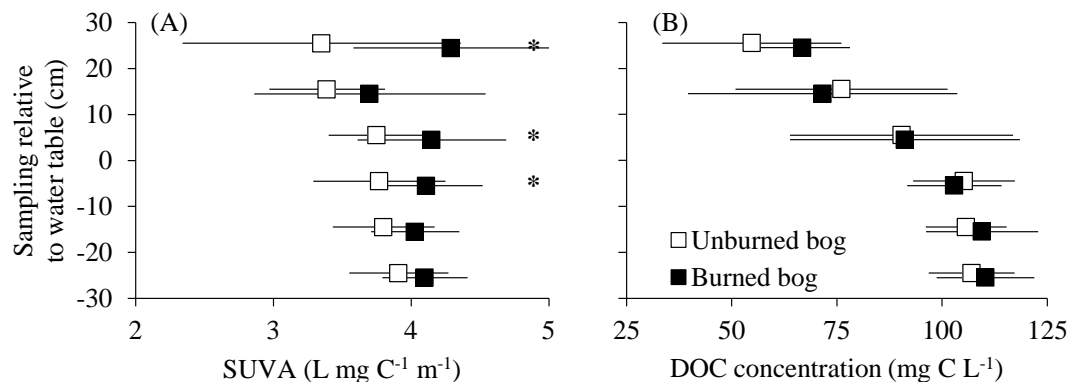 (A)
(B)
Sampling relative
to water table (cm)
30
20
10
0
-10
-20
-30
*
*
*
2
3
4
5
SUVA (L mg C⁻¹ m⁻¹)
Unburned bog
Burned bog
25
50
75
100
125
DOC concentration (mg C L⁻¹)